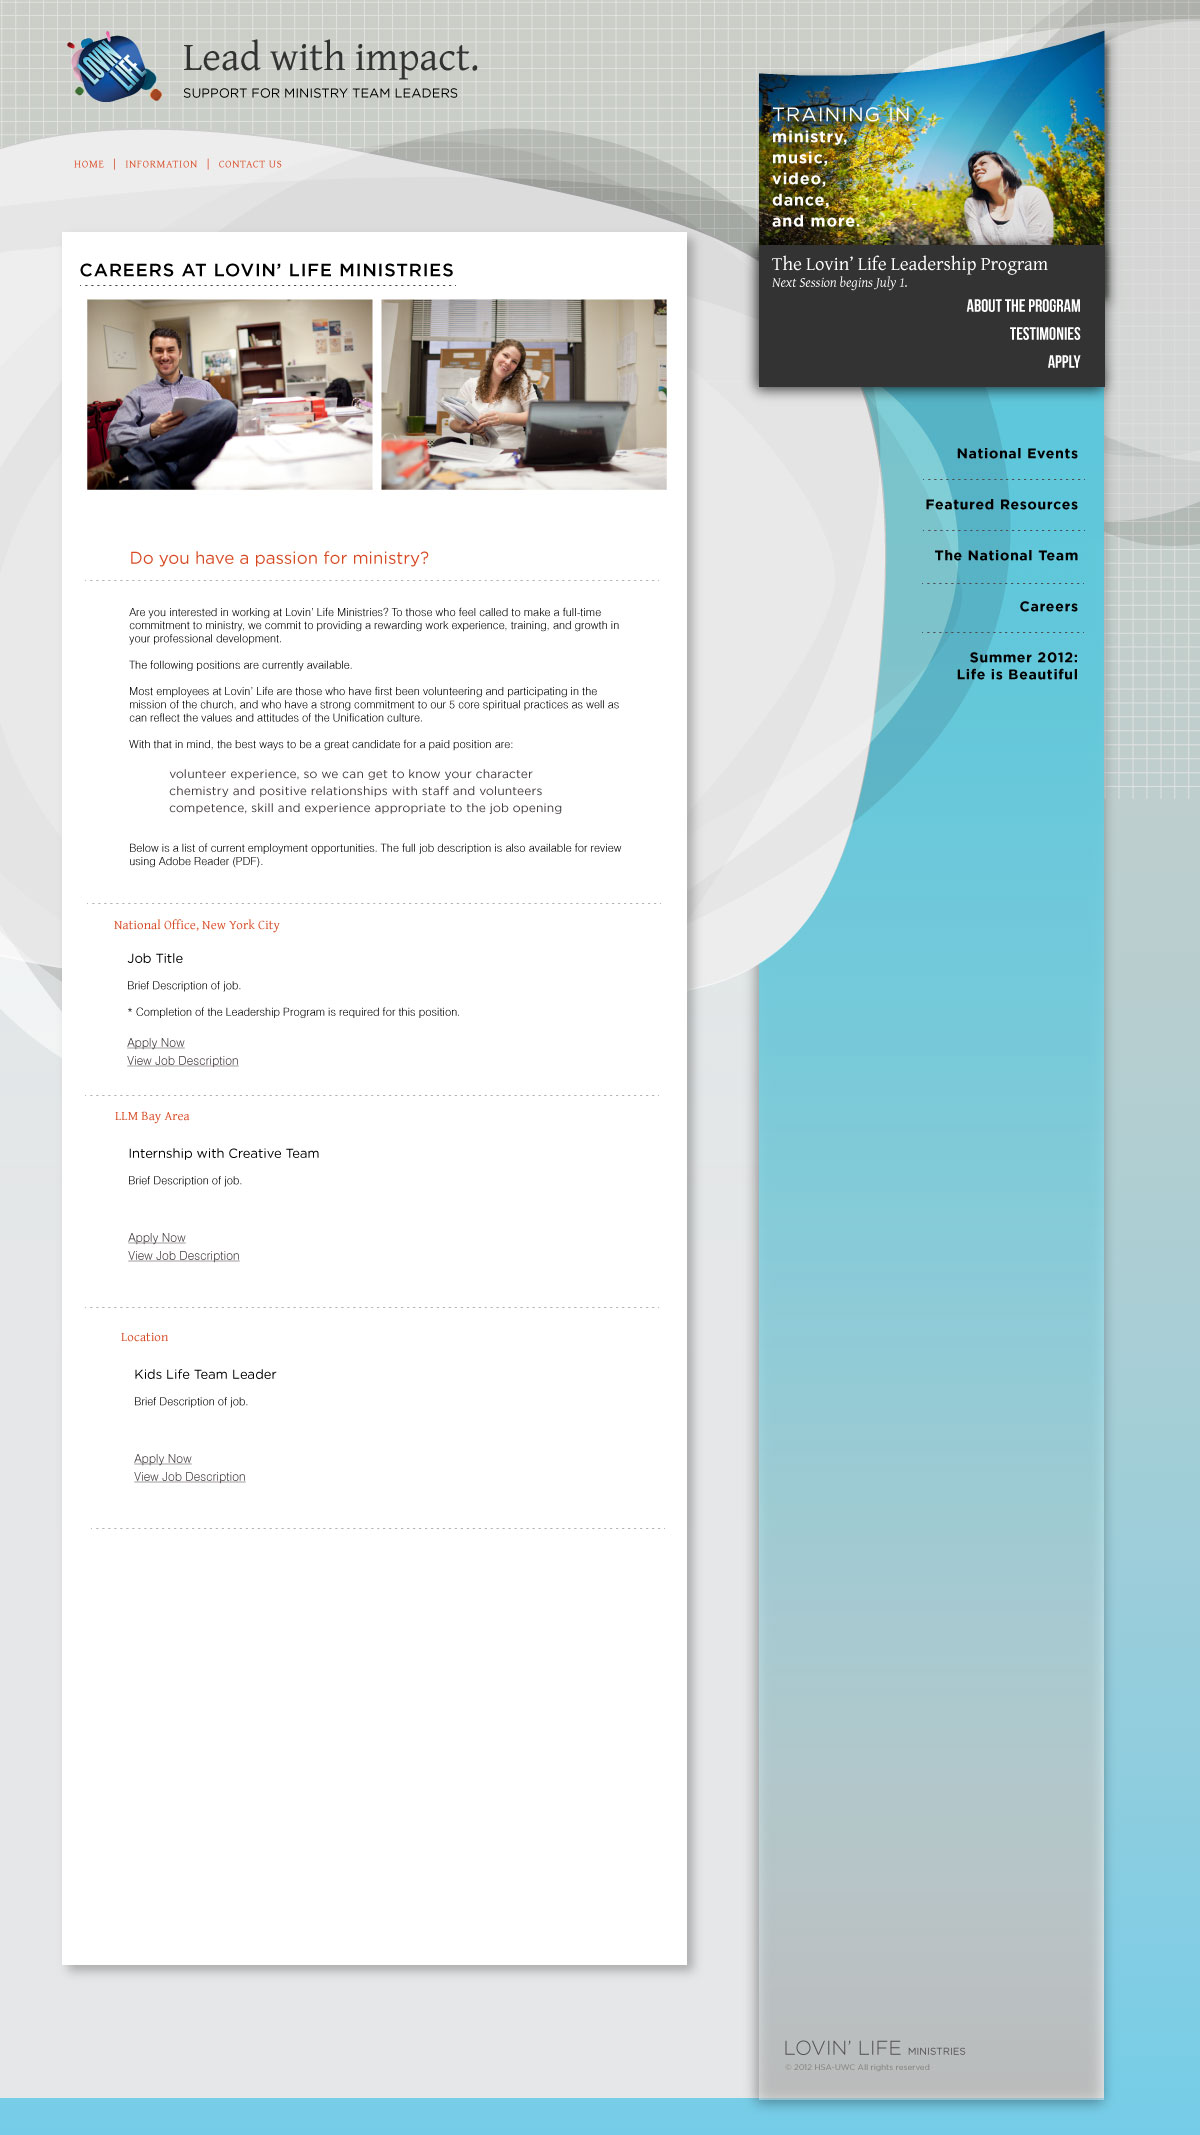 LOVIN'
LIFE
Lead with impact.
SUPPORT FOR MINISTRY TEAM LEADERS
HOME | INFORMATION | CONTACT US
TRAINING IN
ministry,
music,
video,
dance,
and more.
The Lovin' Life Leadership Program
Next Session begins July 1.
ABOUT THE PROGRAM
TESTIMONIES
APPLY
CAREERS AT LOVIN' LIFE MINISTRIES
Do you have a passion for ministry?
Are you interested in working at Lovin' Life Ministries? To those who feel called to make a full-time
commitment to ministry, we commit to providing a rewarding work experience, training, and growth in
your professional development.
The following positions are currently available.
Most employees at Lovin' Life are those who have first been volunteering and participating in the
mission of the church, and who have a strong commitment to our 5 core spiritual practices as well as
can reflect the values and attitudes of the Unification culture.
With that in mind, the best ways to be a great candidate for a paid position are:
volunteer experience, so we can get to know your character
chemistry and positive relationships with staff and volunteers
competence, skill and experience appropriate to the job opening
Below is a list of current employment opportunities. The full job description is also available for review
using Adobe Reader (PDF).
National Office, New York City
Job Title
Brief Description of job.
* Completion of the Leadership Program is required for this position.
Apply Now
View Job Description
LLM Bay Area
Internship with Creative Team
Brief Description of job.
Apply Now
View Job Description
Location
Kids Life Team Leader
Brief Description of job.
Apply Now
View Job Description
National Events
Featured Resources
The National Team
Careers
Summer 2012:
Life is Beautiful
LOVIN' LIFE MINISTRIES
© 2012 HSA-UWC All rights reserved